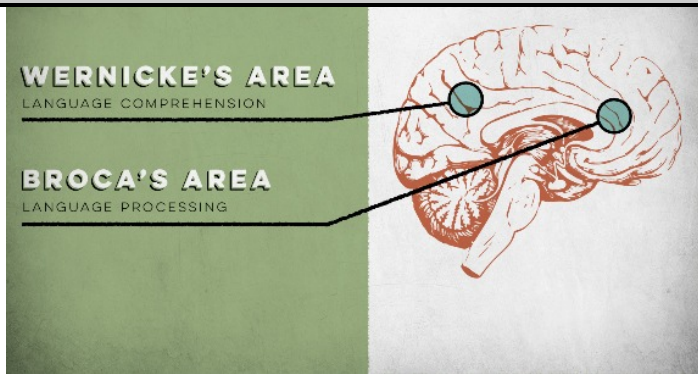 WERNICKE'S AREA
LANGUAGE COMPREHENSION
BROCA'S AREA
LANGUAGE PROCESSING